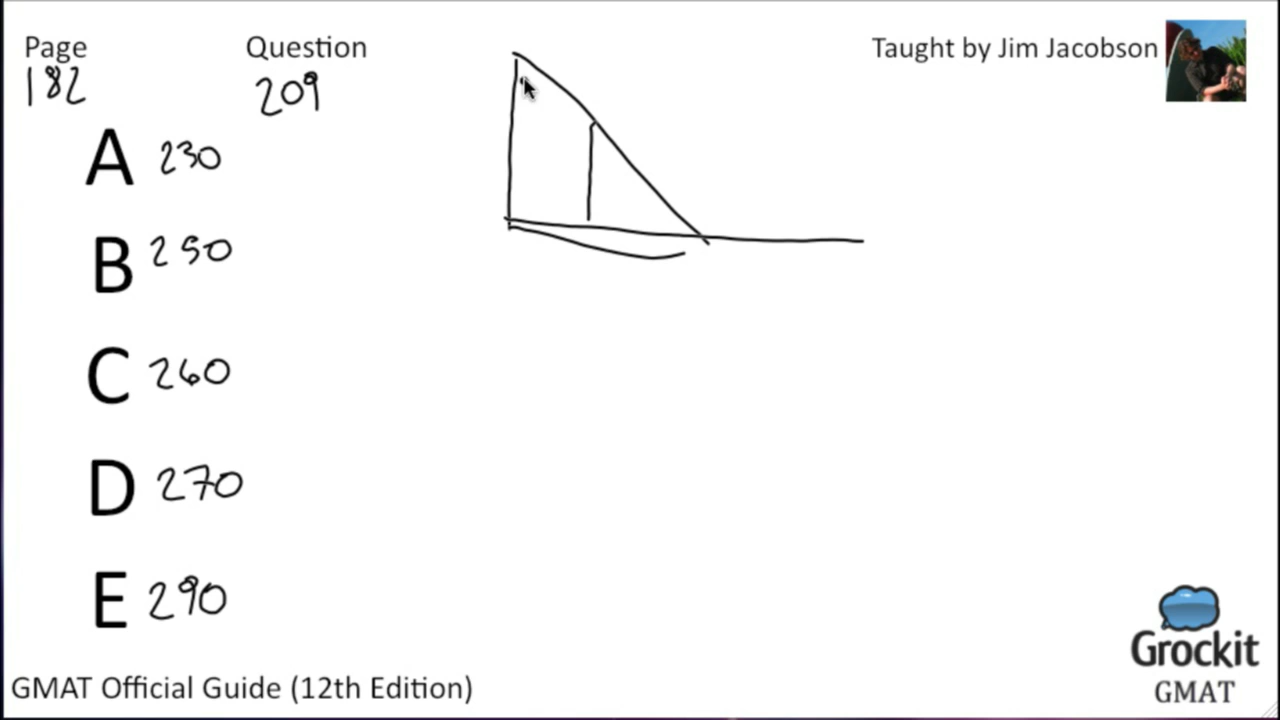 Page
Question
Taught by Jim Jacobson
182
209
A 230
B 250
C 260
D 270
E 290
Grockit
GMAT
GMAT Official Guide (12th Edition)